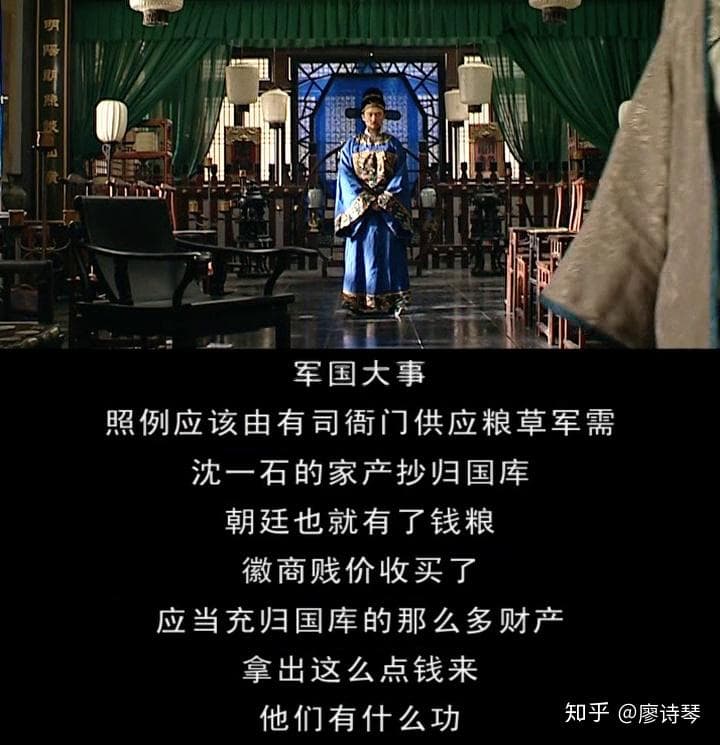 军国大事
照例应该由有司衙门供应粮草军需
沈一石的家产抄归国库
朝廷也就有了钱粮
徽商贱价收买了
应当充归国库的那么多财产
拿出这么点钱来
他们有什么功
知乎 @廖诗琴